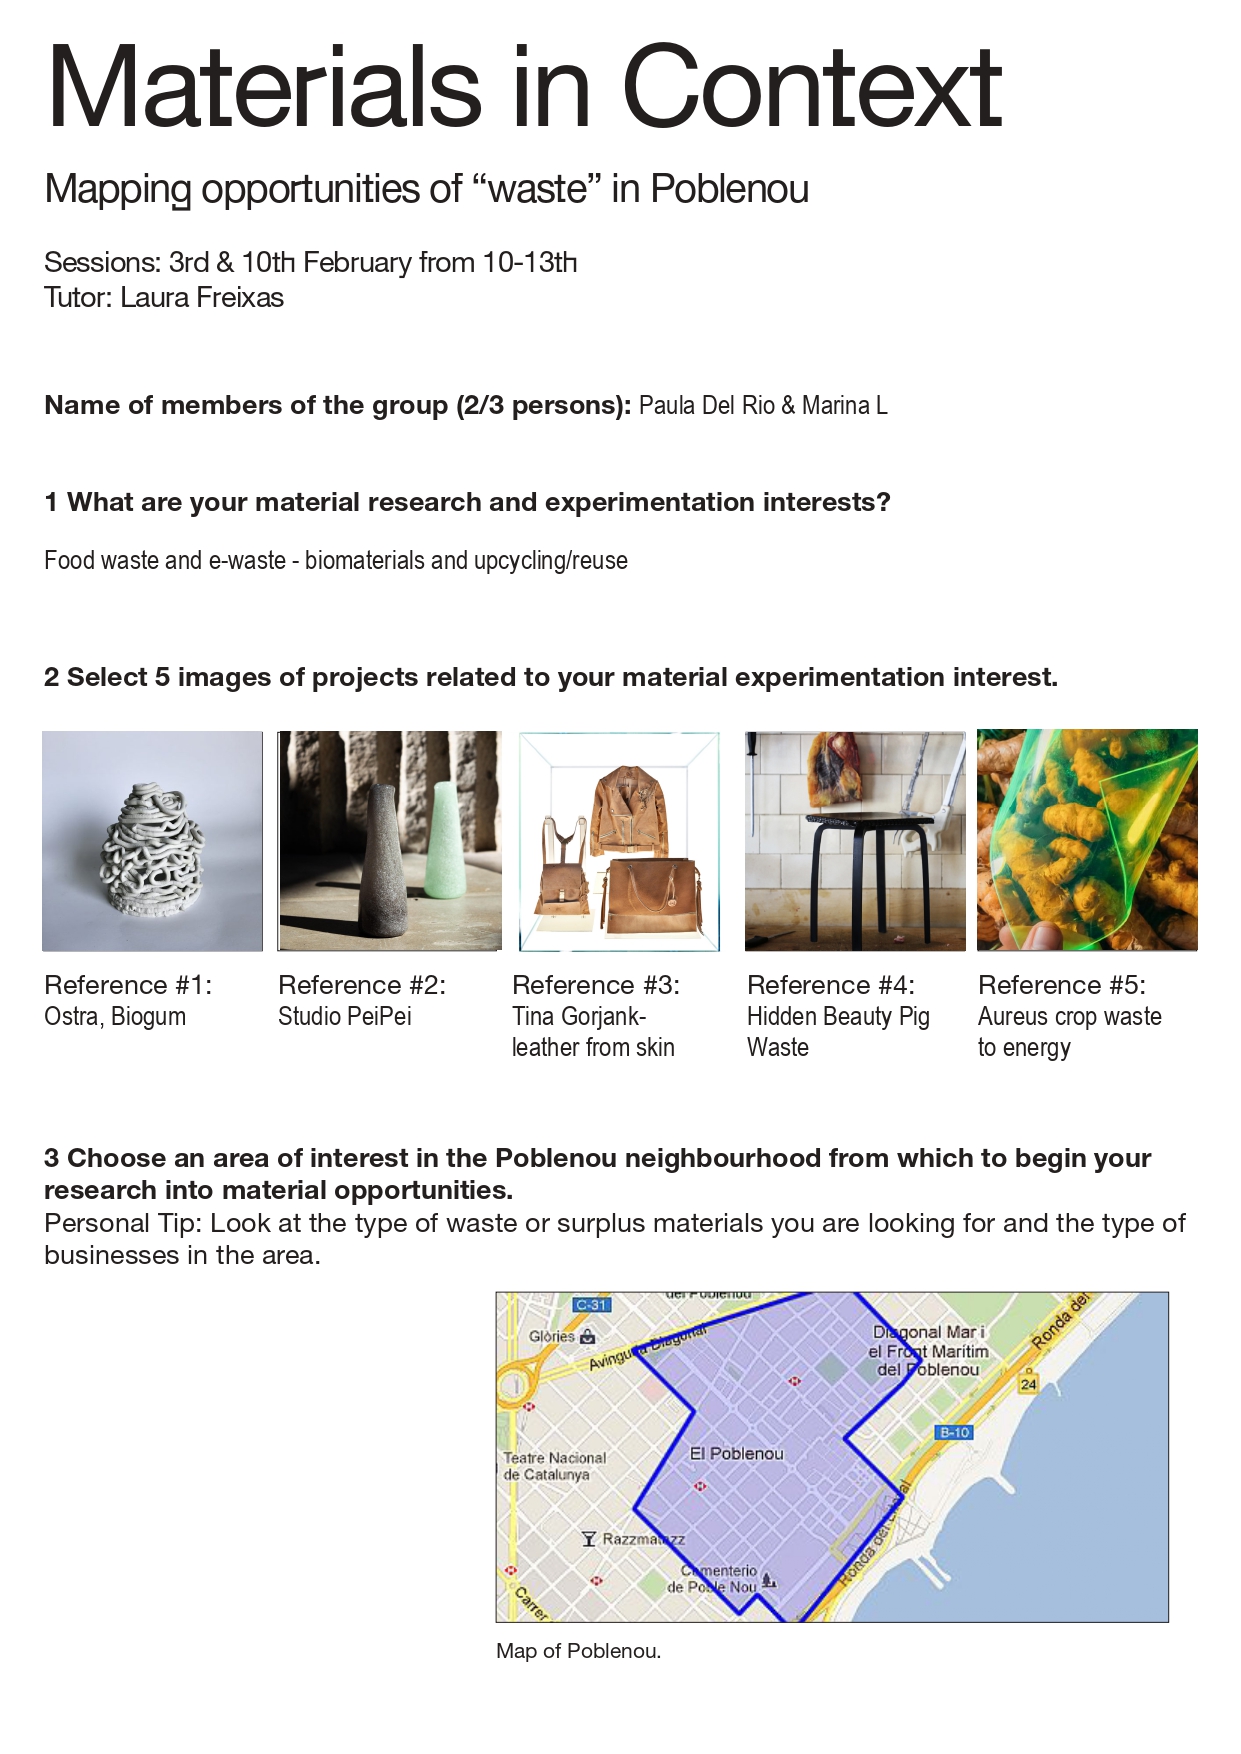 Materials in Context
Mapping opportunities of “waste” in Poblenou
Sessions: 3rd & 10th February from 10-13th
Tutor: Laura Freixas
Name of members of the group (2/3 persons): Paula Del Rio & Marina L
1 What are your material research and experimentation interests?
Food waste and e-waste - biomaterials and upcycling/reuse
2 Select 5 images of projects related to your material experimentation interest.
Reference #1:
Ostra, Biogum
Reference #2:
Studio PeiPei
Reference #3:
Tina Gorjank-
leather from skin
Reference #4:
Hidden Beauty Pig
Waste
Reference #5:
Aureus crop waste
to energy
3 Choose an area of interest in the Poblenou neighbourhood from which to begin your
research into material opportunities.
Personal Tip: Look at the type of waste or surplus materials you are looking for and the type of
businesses in the area.
del Poblenou
C-31
Glòries
Avinguda Diagonal
Diagonal Mar i
el Front Marítim
del Poblenou
Ronda del
24
B-10
El Poblenou
Teatre Nacional
de Catalunya
Razzmatazz
Cementerio
de Poble Nou
Ronda del Litoral
Carrer
Map of Poblenou.